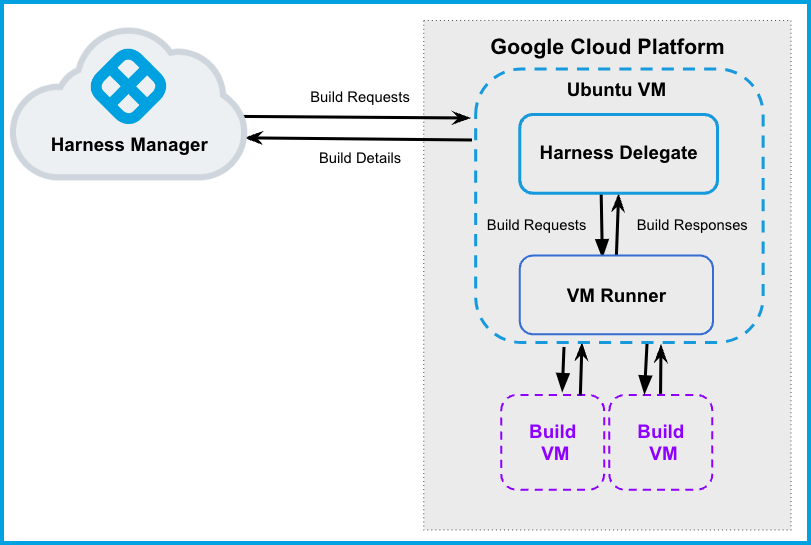 Google Cloud Platform
Ubuntu VM
Build Requests
Harness Manager
Build Details
Harness Delegate
Build Requests
Build Responses
VM Runner
Build
VM
Build
VM